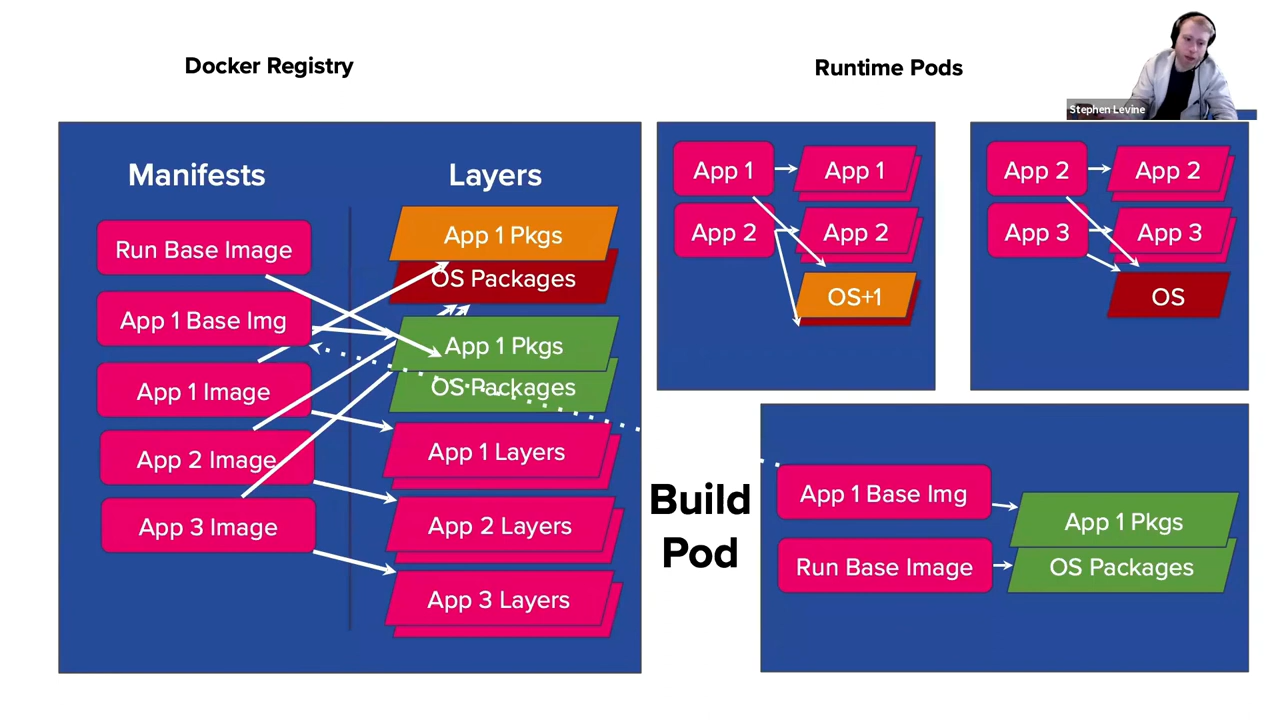 Docker Registry
Runtime Pods
Stephen Levine
Manifests
Layers
Run Base Image
App 1 Base Img
App 1 Image
App 2 Image
App 3 Image
App 1 Pkgs
OS Packages
App 1 Pkgs
OS Packages
App 1 Layers
App 2 Layers
App 3 Layers
App 1
App 1
App 2
App 2
OS+1
App 2
App 2
App 3
App 3
OS
Build
Pod
App 1 Base Img
App 1 Pkgs
Run Base Image
OS Packages